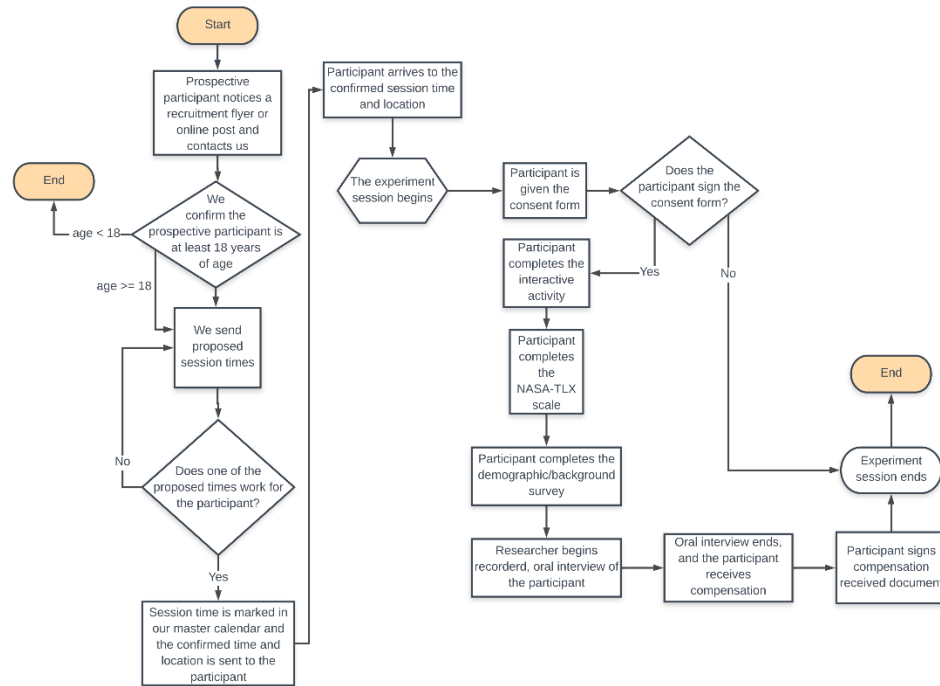 Start
Prospective
participant notices a
recruitment flyer or
online post and
contacts us
End
We
confirm the
prospective participant is
at least 18 years
of age
age < 18
age >= 18
We send
proposed
session times
No
Does one of the
proposed times work for
the participant?
Yes
Session time is marked in
our master calendar and
the confirmed time and
location is sent to the
participant
Participant arrives to the
confirmed session time
and location
The experiment
session begins
Participant is
given the
consent form
Does the
participant sign the
consent form?
Yes
No
Participant
completes the
interactive
activity
Participant
completes
the
NASA-TLX
scale
Participant completes the
demographic/background
survey
Researcher begins
recorderd, oral interview of
the participant
Oral interview ends,
and the participant
receives
compensation
Participant signs
compensation
received document
Experiment
session ends
End